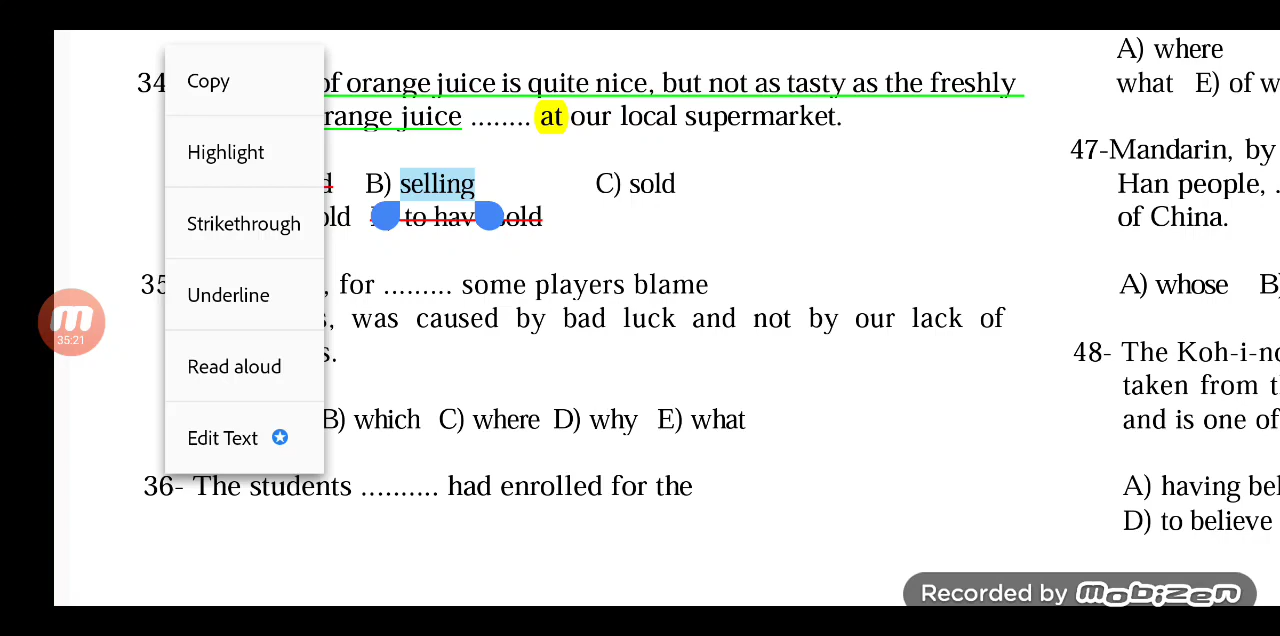 Copy
Highlight
Strikethrough
Underline
Read aloud
Edit Text
34 of orange juice is quite nice, but not as tasty as the freshly
range juice ........ at our local supermarket.
B) selling C) sold
old to hav sold
35 , for ......... some players blame
s, was caused by bad luck and not by our lack of
s.
B) which C) where D) why E) what
36- The students .......... had enrolled for the
A) where
what E) of w
47-Mandarin, by
Han people, .
of China.
A) whose B)
48- The Koh-i-no
taken from t
and is one of
A) having bel
D) to believe
35:21
Recorded by mobizen